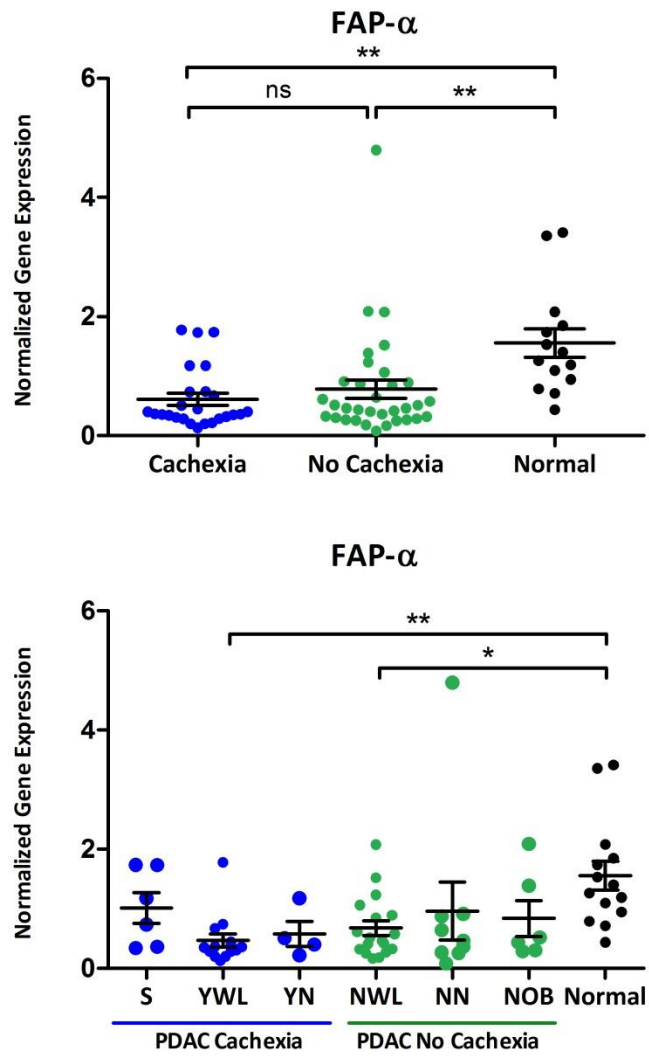 FAP-α
**
ns
**
6
4
2
0
Normalized Gene Expression
Cachexia No Cachexia Normal
FAP-α
**
*
6
4
2
0
Normalized Gene Expression
S YWL YN NWL NN NOB Normal
PDAC Cachexia PDAC No Cachexia